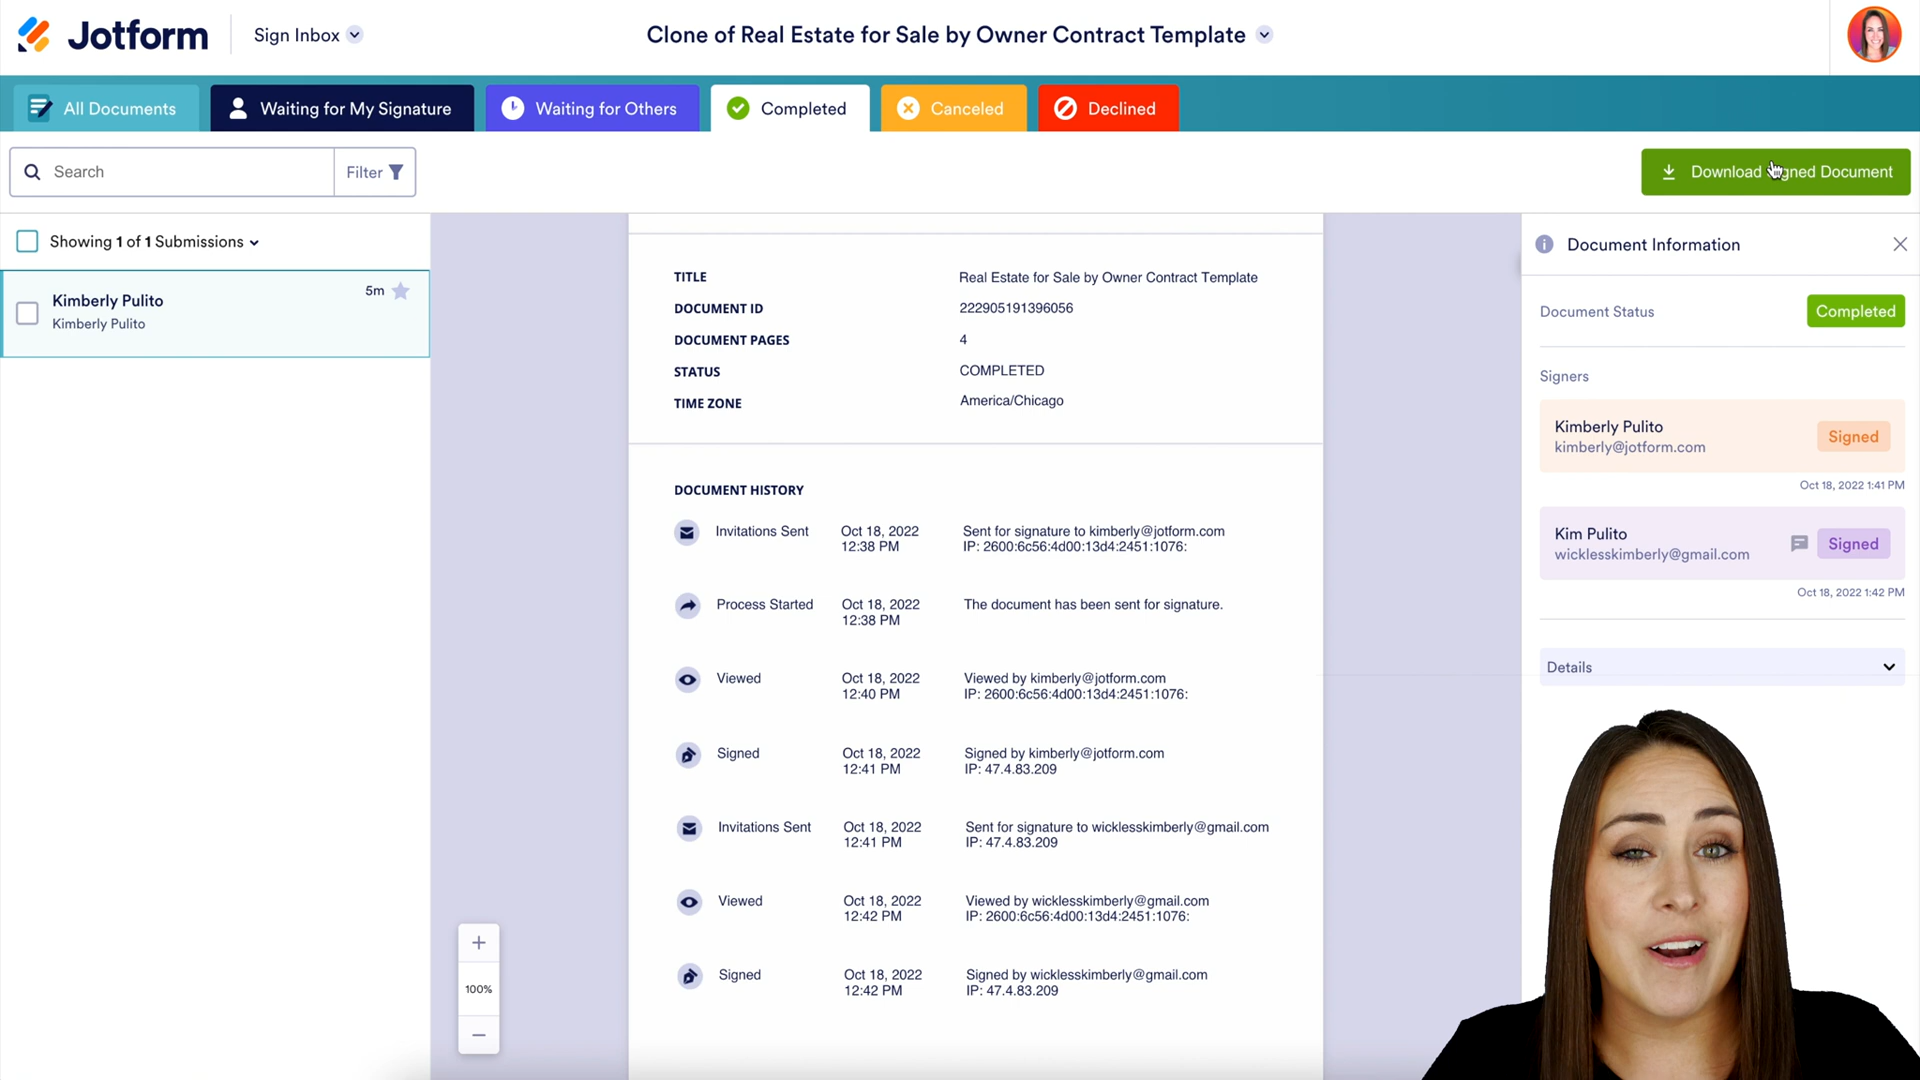 Jotform
Sign Inbox
Clone of Real Estate for Sale by Owner Contract Template
All Documents
Waiting for My Signature
Waiting for Others
Completed
Canceled
Declined
Search
Filter
Download Signed Document
Showing 1 of 1 Submissions
Kimberly Pulito
5m
Kimberly Pulito
TITLE Real Estate for Sale by Owner Contract Template
DOCUMENT ID 222905191396056
DOCUMENT PAGES 4
STATUS COMPLETED
TIME ZONE America/Chicago
DOCUMENT HISTORY
Invitations Sent Oct 18, 2022 Sent for signature to kimberly@jotform.com
12:38 PM IP: 2600:6c56:4d00:13d4:2451:1076:
Process Started Oct 18, 2022 The document has been sent for signature.
12:38 PM
Viewed Oct 18, 2022 Viewed by kimberly@jotform.com
12:40 PM IP: 2600:6c56:4d00:13d4:2451:1076:
Signed Oct 18, 2022 Signed by kimberly@jotform.com
12:41 PM IP: 47.4.83.209
Invitations Sent Oct 18, 2022 Sent for signature to wicklesskimberly@gmail.com
12:41 PM IP: 47.4.83.209
Viewed Oct 18, 2022 Viewed by wicklesskimberly@gmail.com
12:42 PM IP: 2600:6c56:4d00:13d4:2451:1076:
Signed Oct 18, 2022 Signed by wicklesskimberly@gmail.com
12:42 PM IP: 47.4.83.209
100%
Document Information
Document Status Completed
Signers
Kimberly Pulito
kimberly@jotform.com
Signed
Oct 18, 2022 1:41 PM
Kim Pulito
wicklesskimberly@gmail.com
Signed
Oct 18, 2022 1:42 PM
Details